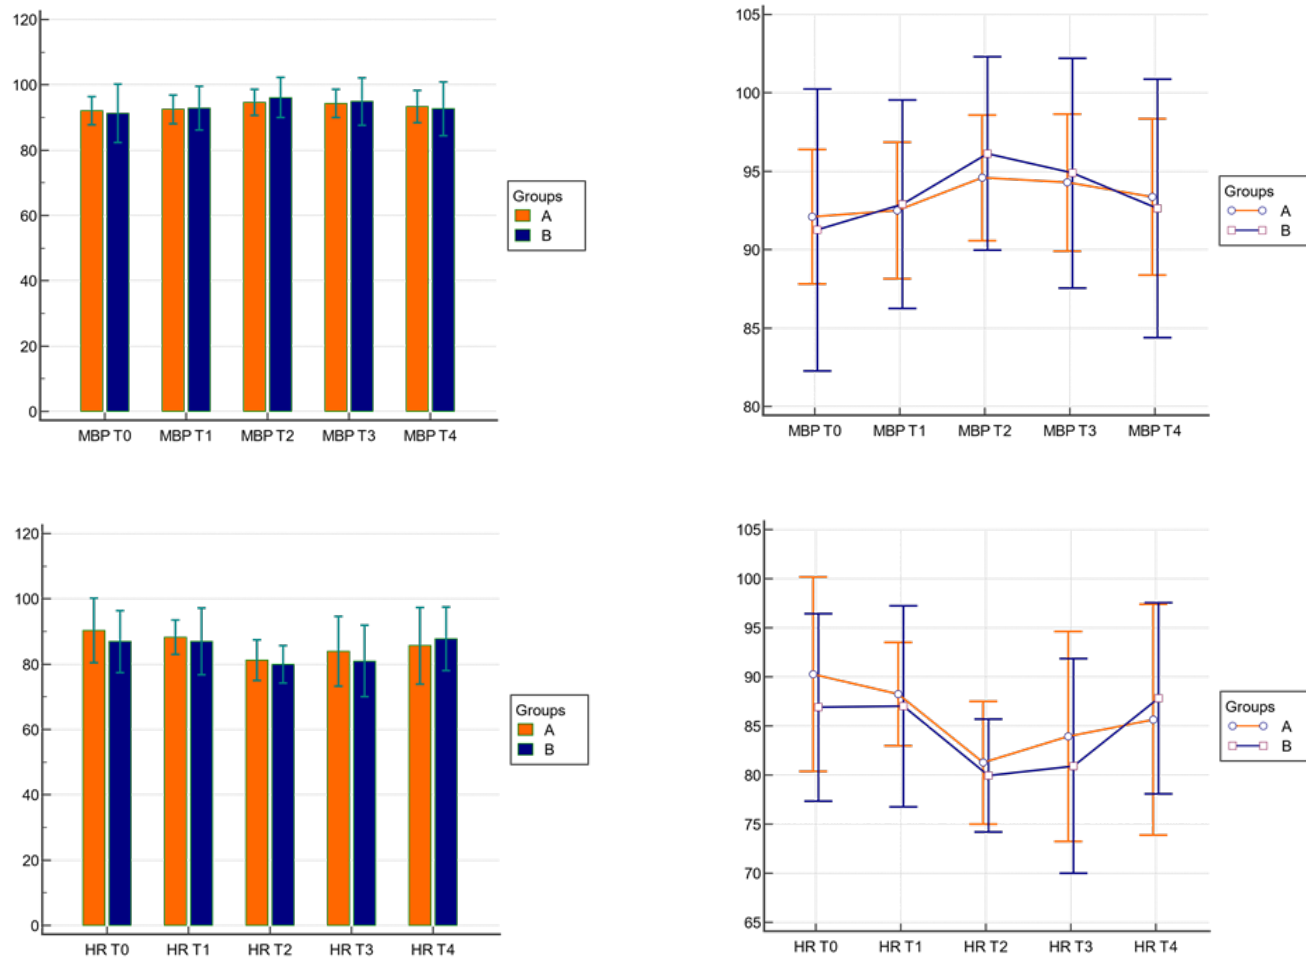 120
100
80
60
40
20
0
MBP T0 MBP T1 MBP T2 MBP T3 MBP T4
Groups
A
B
105
100
95
90
85
80
MBP T0 MBP T1 MBP T2 MBP T3 MBP T4
Groups
A
B
120
100
80
60
40
20
0
HR T0 HR T1 HR T2 HR T3 HR T4
Groups
A
B
105
100
95
90
85
80
75
70
65
HR T0 HR T1 HR T2 HR T3 HR T4
Groups
A
B